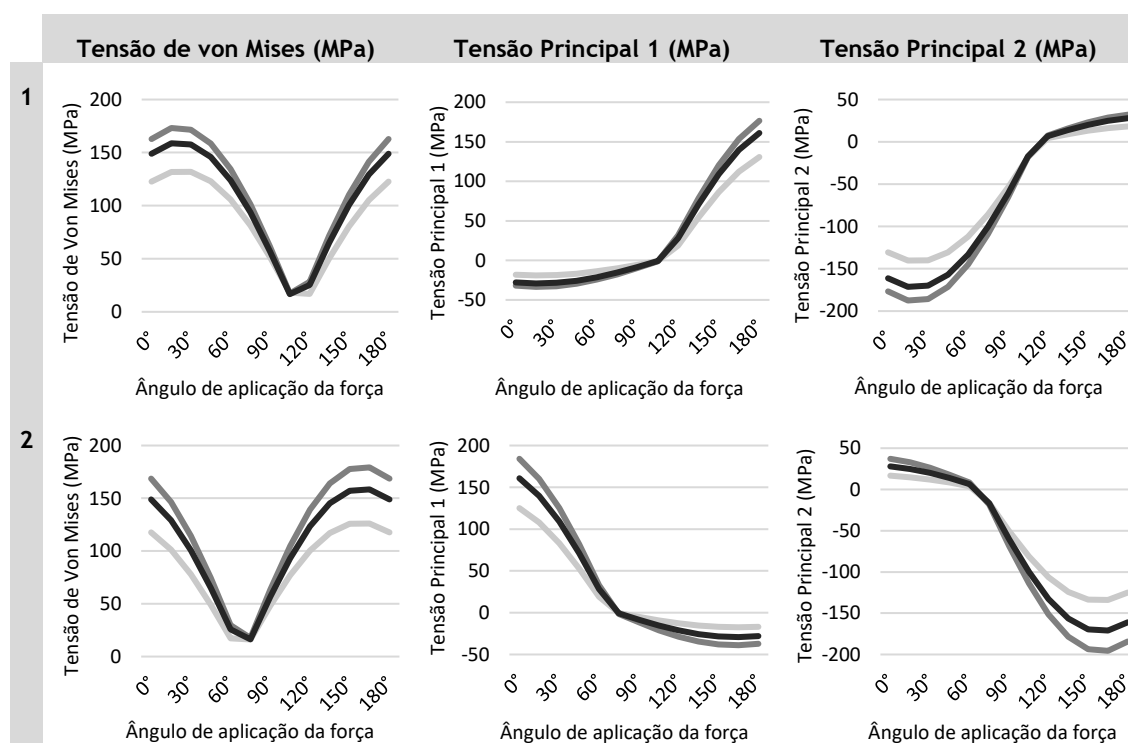 Tensão de von Mises (MPa) Tensão Principal 1 (MPa) Tensão Principal 2 (MPa)
1
Tensão de Von Mises (MPa)
200
150
100
50
0
0° 30° 60° 90° 120° 150° 180°
Ângulo de aplicação da força
Tensão Principal 1 (MPa)
200
150
100
50
0
-50
0° 30° 60° 90° 120° 150° 180°
Ângulo de aplicação da força
Tensão Principal 2 (MPa)
50
0
-50
-100
-150
-200
0° 30° 60° 90° 120° 150° 180°
Ângulo de aplicação da força
2
Tensão de Von Mises (MPa)
200
150
100
50
0
0° 30° 60° 90° 120° 150° 180°
Ângulo de aplicação da força
Tensão Principal 1 (MPa)
200
150
100
50
0
-50
0° 30° 60° 90° 120° 150° 180°
Ângulo de aplicação da força
Tensão Principal 2 (MPa)
50
0
-50
-100
-150
-200
0° 30° 60° 90° 120° 150° 180°
Ângulo de aplicação da força